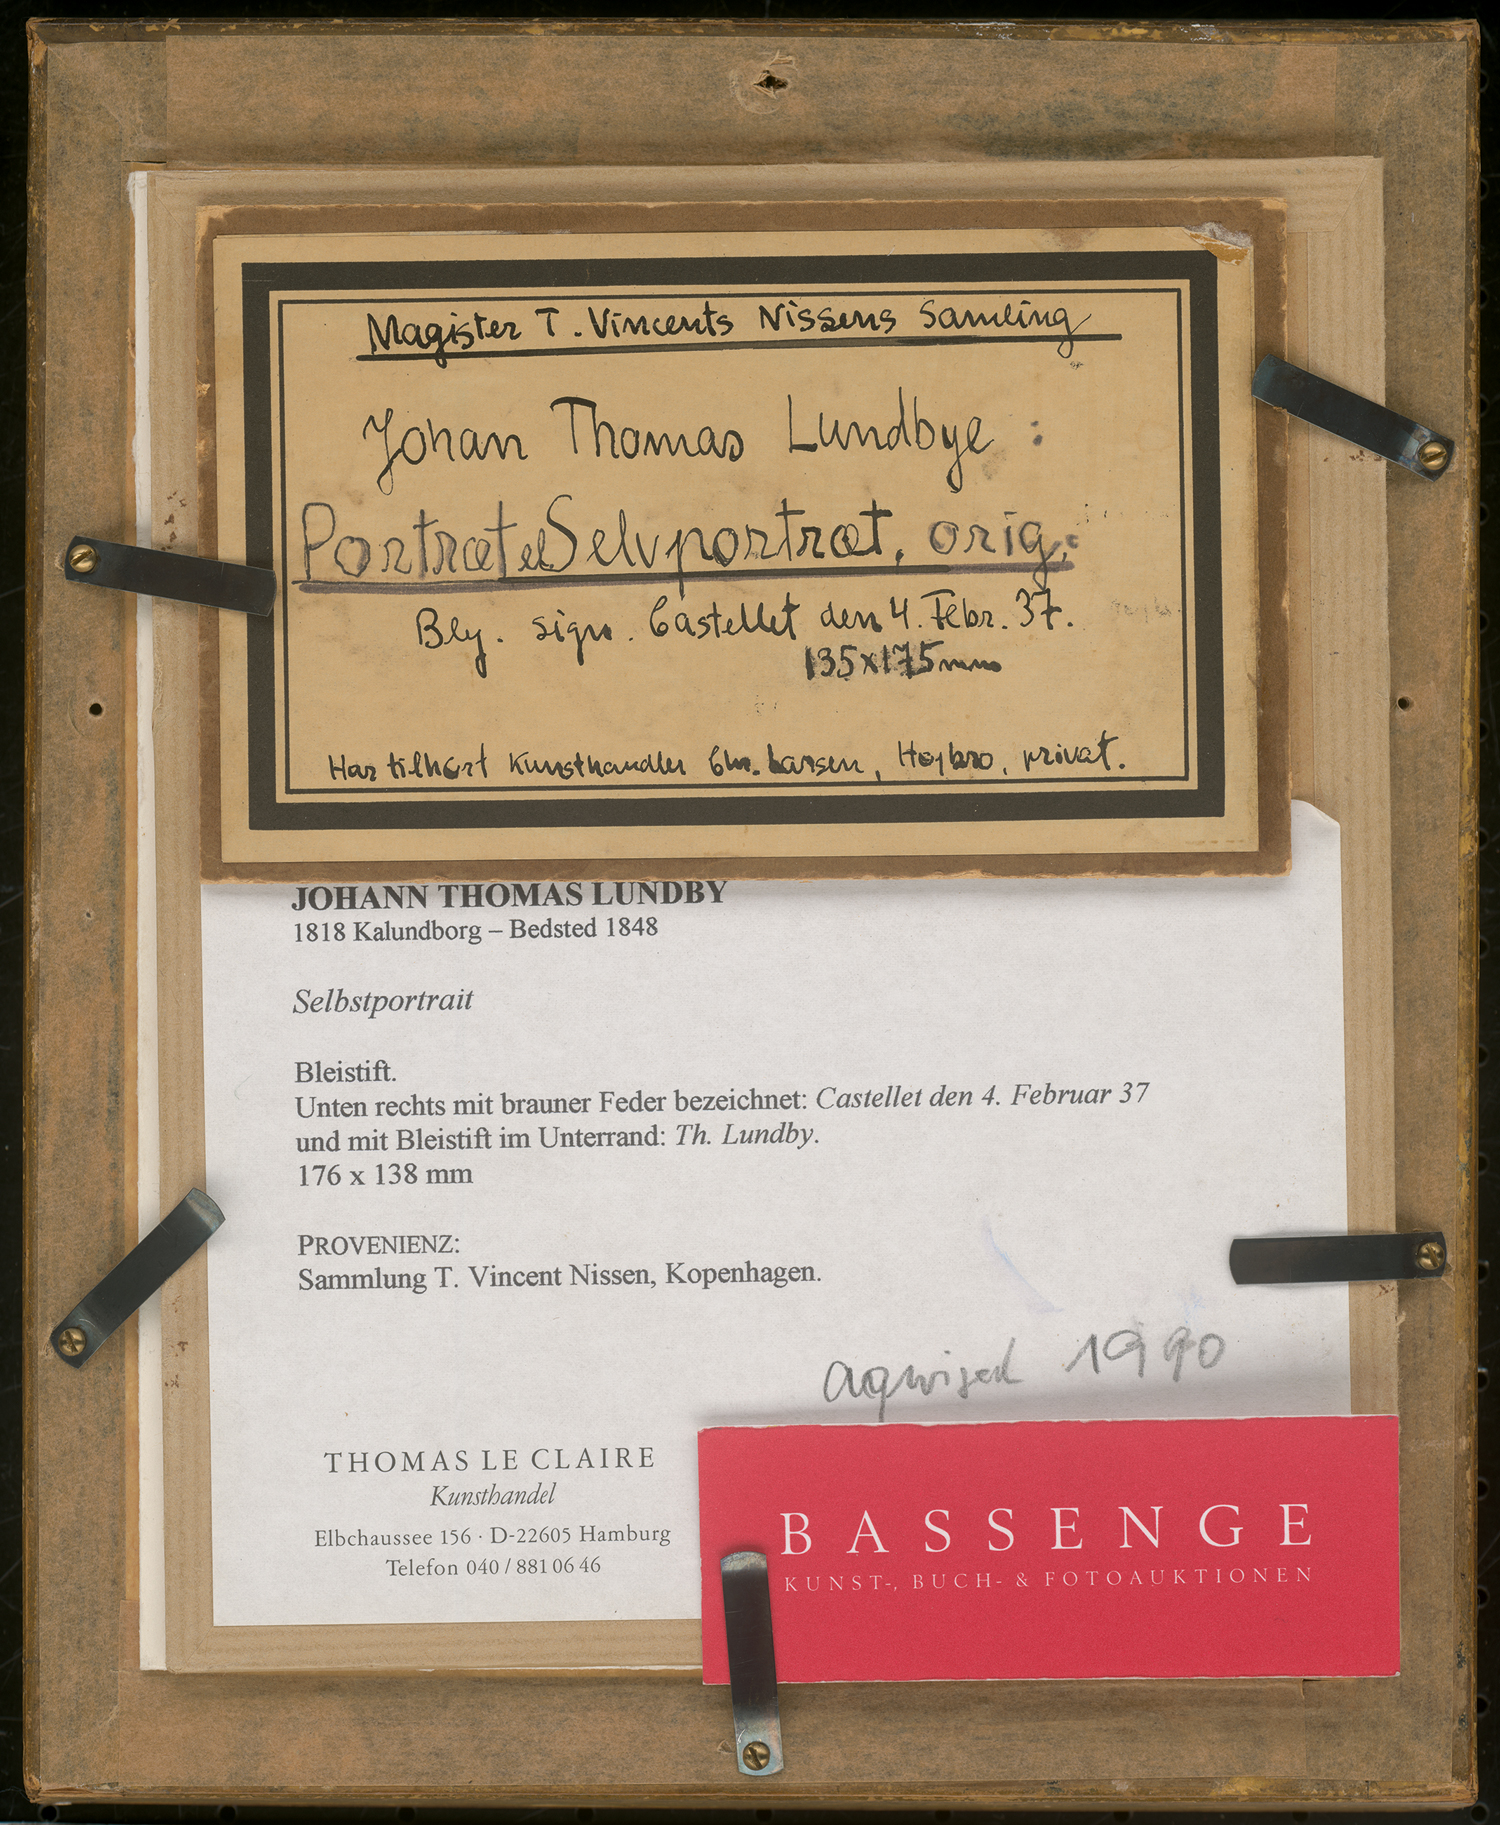 Magister T. Vincents Nissens Samling
Johan Thomas Lundbye :
Portræt el Selvportræt, orig.
Bly. sign. Castellet den 4. Febr. 37.
135x175mm
Har tilhørt Kunsthandler Chr. Larsen, Højbro, privat.
JOHANN THOMAS LUNDBY
1818 Kalundborg – Bedsted 1848
Selbstportrait
Bleistift.
Unten rechts mit brauner Feder bezeichnet: Castellet den 4. Februar 37
und mit Bleistift im Unterrand: Th. Lundby.
176 x 138 mm
PROVENIENZ:
Sammlung T. Vincent Nissen, Kopenhagen.
1990
THOMAS LE CLAIRE
Kunsthandel
Elbchaussee 156 · D-22605 Hamburg
Telefon 040 / 881 06 46
BASSENGE
KUNST-, BUCH- & FOTOAUKTIONEN